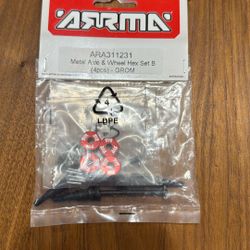 ARRMA
ARA311231
Metal Axle & Wheel Hex Set B
(4pcs) - GROM
4
LDPE